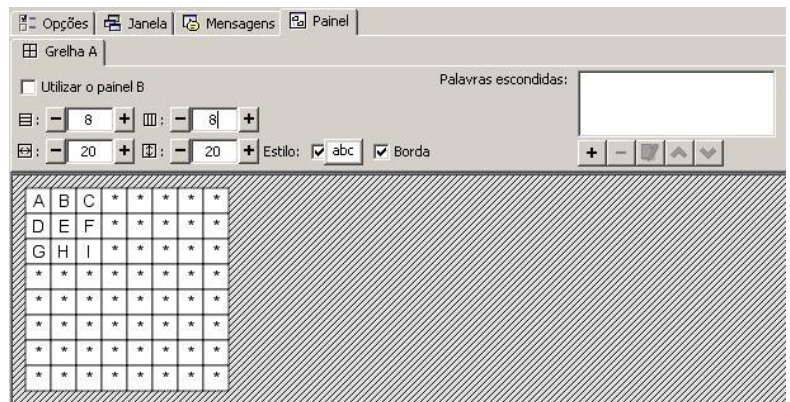 Opções Janela Mensagens Painel
Grelha A
Utilizar o painel B Palavras escondidas:
: - 8 + : - 8 +
: - 20 + : - 20 + Estilo: abc Borda + -
A B C * * * * *
D E F * * * * *
G H I * * * * *
* * * * * * * *
* * * * * * * *
* * * * * * * *
* * * * * * * *
* * * * * * * *